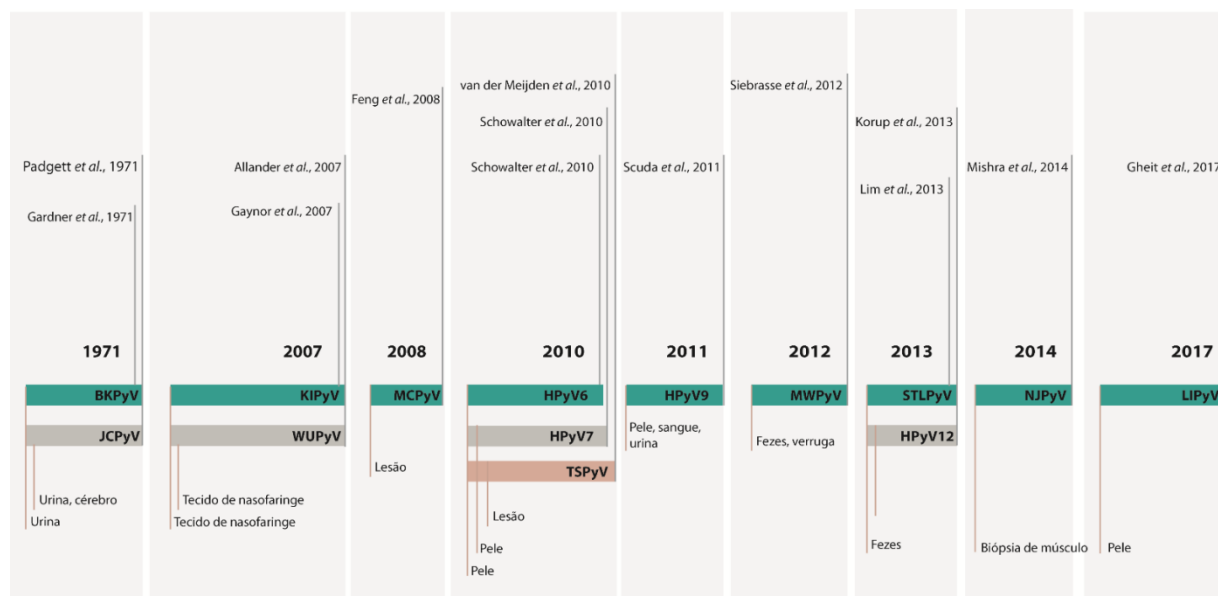 Padgett et al., 1971
Gardner et al., 1971
1971
BKPyV
JCPyV
Urina, cérebro
Urina
Allander et al., 2007
Gaynor et al., 2007
2007
KIPyV
WUPyV
Tecido de nasofaringe
Tecido de nasofaringe
Feng et al., 2008
2008
MCPyV
Lesão
van der Meijden et al., 2010
Schowalter et al., 2010
Schowalter et al., 2010
2010
HPyV6
HPyV7
TSPyV
Lesão
Pele
Pele
Scuda et al., 2011
2011
HPyV9
Pele, sangue,
urina
Siebrasse et al., 2012
2012
MWPyV
Fezes, verruga
Korup et al., 2013
Lim et al., 2013
2013
STLPyV
HPyV12
Fezes
Mishra et al., 2014
2014
NJPyV
Biópsia de músculo
Gheit et al., 2017
2017
LIPyV
Pele